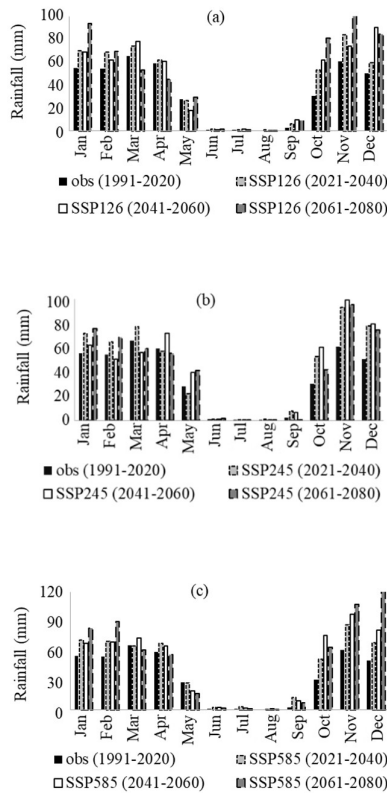 (a)
Rainfall (mm)
100
80
60
40
20
0
Jan Feb Mar Apr May Jun Jul Aug Sep Oct Nov Dec
obs (1991-2020) SSP126 (2021-2040)
SSP126 (2041-2060) SSP126 (2061-2080)
(b)
Rainfall (mm)
100
80
60
40
20
0
Jan Feb Mar Apr May Jun Jul Aug Sep Oct Nov Dec
obs (1991-2020) SSP245 (2021-2040)
SSP245 (2041-2060) SSP245 (2061-2080)
(c)
Rainfall (mm)
120
90
60
30
0
Jan Feb Mar Apr May Jun Jul Aug Sep Oct Nov Dec
obs (1991-2020) SSP585 (2021-2040)
SSP585 (2041-2060) SSP585 (2061-2080)